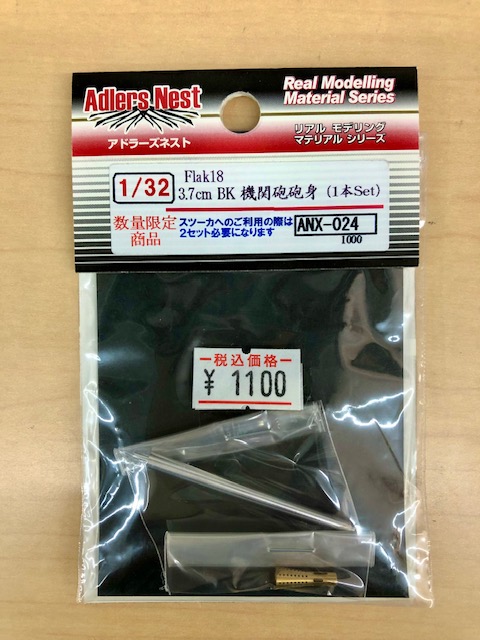 Adlers Nest
アドラーズネスト
Real Modelling
Material Series
リアル モデリング
マテリアル シリーズ
1/32
Flak18
3.7cm BK 機関砲砲身 (1本Set)
数量限定
商品
スツーカへのご利用の際は
2セット必要になります
ANX-024
1000
税込価格
¥ 1100